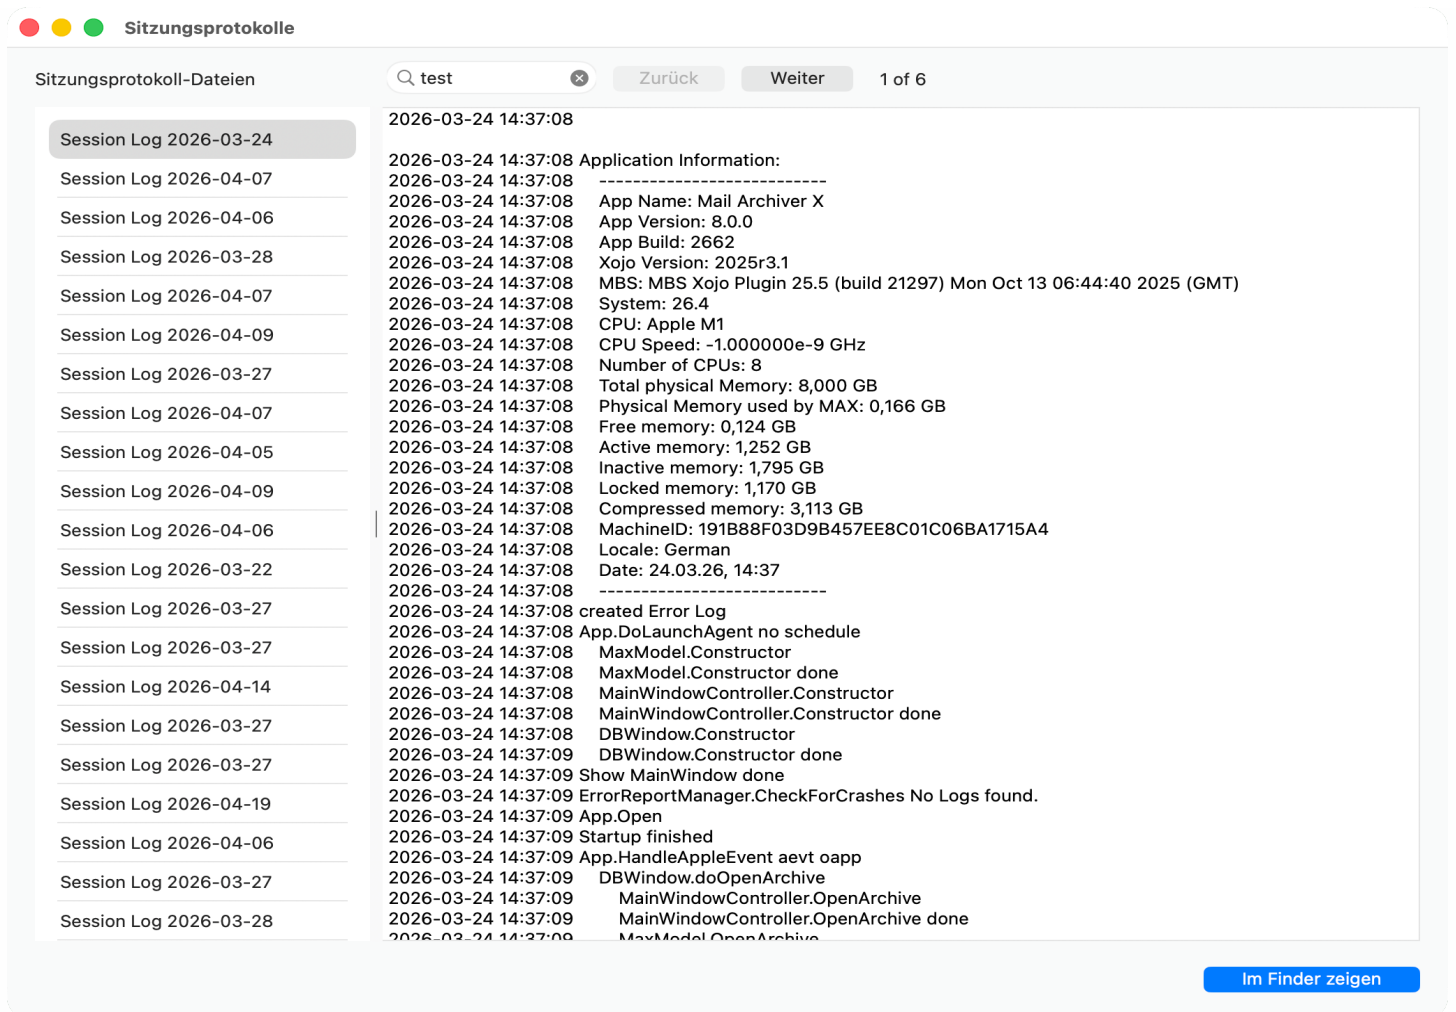 Sitzungsprotokolle
Sitzungsprotokoll-Dateien
test
Zurück
Weiter
1 of 6
Session Log 2026-03-24
Session Log 2026-04-07
Session Log 2026-04-06
Session Log 2026-03-28
Session Log 2026-04-07
Session Log 2026-04-09
Session Log 2026-03-27
Session Log 2026-04-07
Session Log 2026-04-05
Session Log 2026-04-09
Session Log 2026-04-06
Session Log 2026-03-22
Session Log 2026-03-27
Session Log 2026-03-27
Session Log 2026-04-14
Session Log 2026-03-27
Session Log 2026-03-27
Session Log 2026-04-19
Session Log 2026-04-06
Session Log 2026-03-27
Session Log 2026-03-28
2026-03-24 14:37:08
2026-03-24 14:37:08 Application Information:
2026-03-24 14:37:08 ---------------------------
2026-03-24 14:37:08 App Name: Mail Archiver X
2026-03-24 14:37:08 App Version: 8.0.0
2026-03-24 14:37:08 App Build: 2662
2026-03-24 14:37:08 Xojo Version: 2025r3.1
2026-03-24 14:37:08 MBS: MBS Xojo Plugin 25.5 (build 21297) Mon Oct 13 06:44:40 2025 (GMT)
2026-03-24 14:37:08 System: 26.4
2026-03-24 14:37:08 CPU: Apple M1
2026-03-24 14:37:08 CPU Speed: -1.000000e-9 GHz
2026-03-24 14:37:08 Number of CPUs: 8
2026-03-24 14:37:08 Total physical Memory: 8,000 GB
2026-03-24 14:37:08 Physical Memory used by MAX: 0,166 GB
2026-03-24 14:37:08 Free memory: 0,124 GB
2026-03-24 14:37:08 Active memory: 1,252 GB
2026-03-24 14:37:08 Inactive memory: 1,795 GB
2026-03-24 14:37:08 Locked memory: 1,170 GB
2026-03-24 14:37:08 Compressed memory: 3,113 GB
2026-03-24 14:37:08 MachineID: 191B88F03D9B457EE8C01C06BA1715A4
2026-03-24 14:37:08 Locale: German
2026-03-24 14:37:08 Date: 24.03.26, 14:37
2026-03-24 14:37:08 ---------------------------
2026-03-24 14:37:08 created Error Log
2026-03-24 14:37:08 App.DoLaunchAgent no schedule
2026-03-24 14:37:08 MaxModel.Constructor
2026-03-24 14:37:08 MaxModel.Constructor done
2026-03-24 14:37:08 MainWindowController.Constructor
2026-03-24 14:37:08 MainWindowController.Constructor done
2026-03-24 14:37:08 DBWindow.Constructor
2026-03-24 14:37:09 DBWindow.Constructor done
2026-03-24 14:37:09 Show MainWindow done
2026-03-24 14:37:09 ErrorReportManager.CheckForCrashes No Logs found.
2026-03-24 14:37:09 App.Open
2026-03-24 14:37:09 Startup finished
2026-03-24 14:37:09 App.HandleAppleEvent aevt oapp
2026-03-24 14:37:09 DBWindow.doOpenArchive
2026-03-24 14:37:09 MainWindowController.OpenArchive
2026-03-24 14:37:09 MainWindowController.OpenArchive done
2026-03-24 14:37:09 MaxModel.OpenArchive
Im Finder zeigen